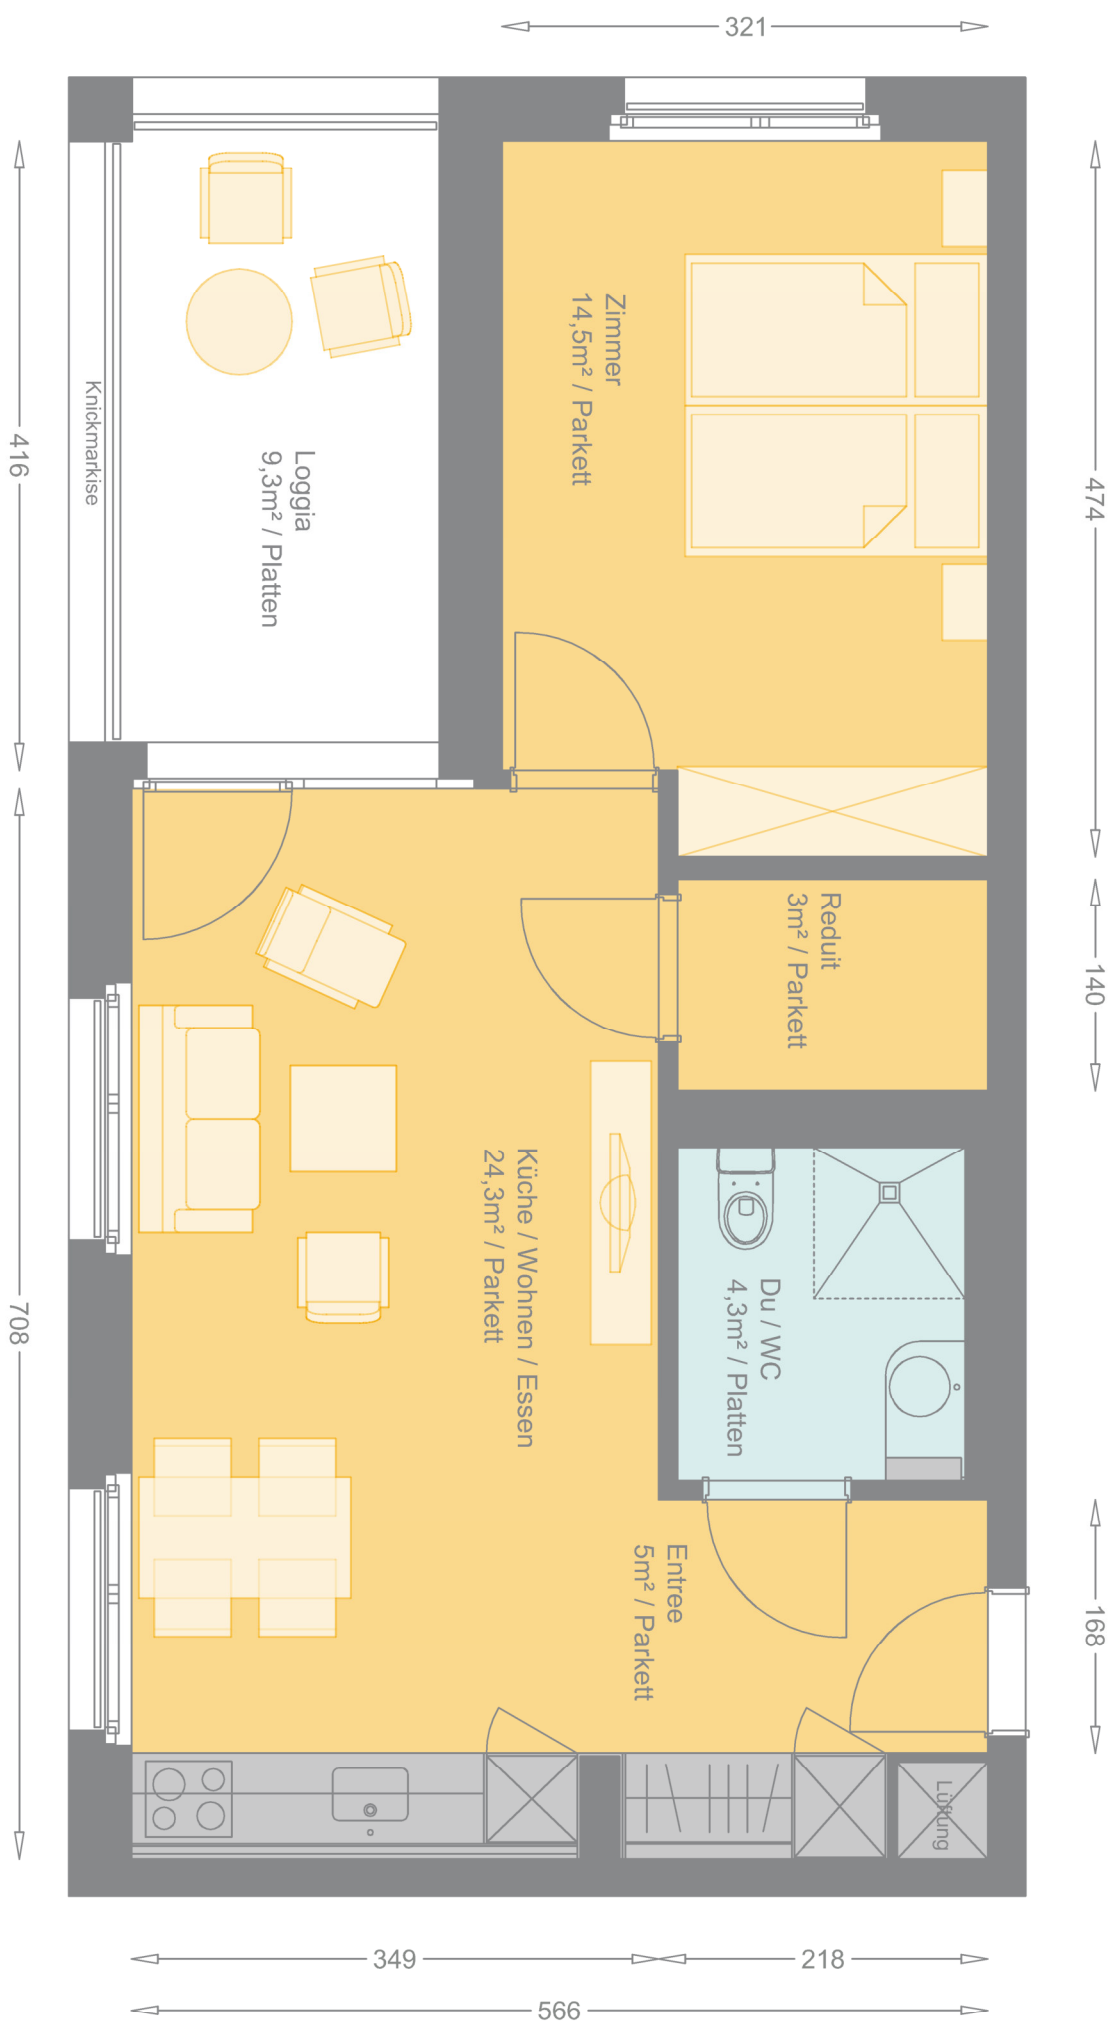 321
416
474
Zimmer
14,5m² / Parkett
Knickmarkise
Loggia
9,3m² / Platten
708
140
Reduit
3m² / Parkett
Küche / Wohnen / Essen
24,3m² / Parkett
Du / WC
4,3m² / Platten
Entree
5m² / Parkett
168
Lüftung
349
218
566